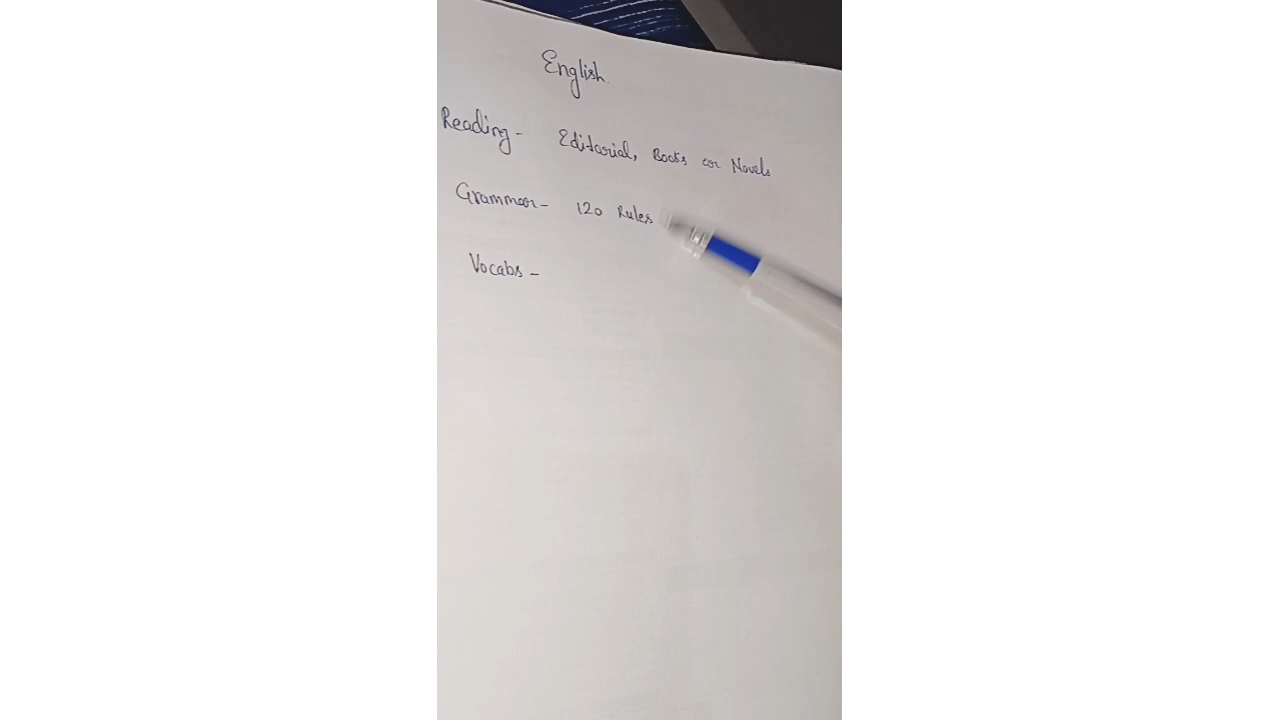 English
Reading - Editorial, Books or Novels
Grammar - 120 Rules
Vocabs -